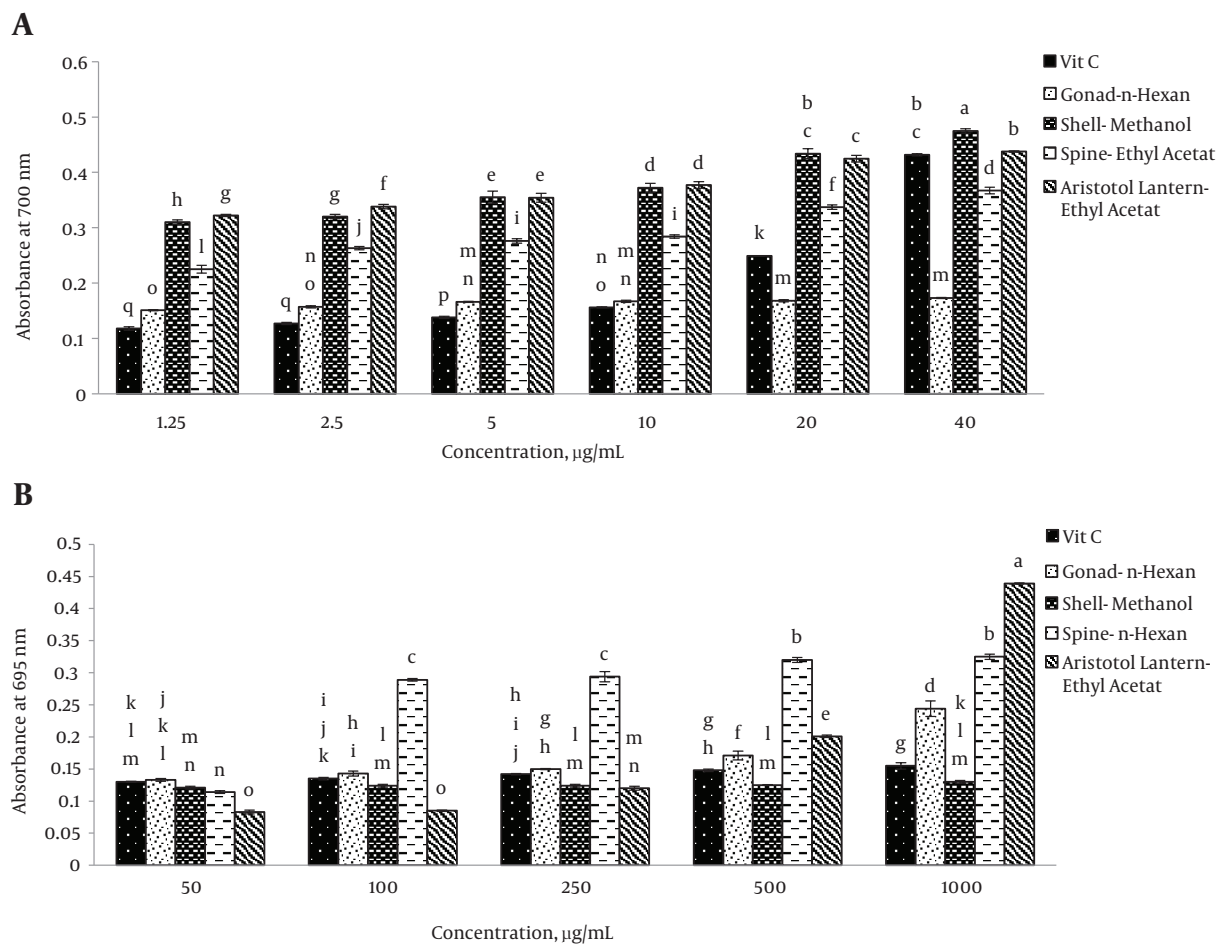 A
0.6
0.5
0.4
0.3
0.2
0.1
0
Absorbance at 700 nm
q o h l g
q n o g j f
p m n e i e
n o m n d i d
k m b c f c
b c m a d b
1.25 2.5 5 10 20 40
Concentration, μg/mL
Vit C
Gonad-n-Hexan
Shell- Methanol
Spine- Ethyl Acetat
Aristotol Lantern-
Ethyl Acetat
B
0.5
0.45
0.4
0.35
0.3
0.25
0.2
0.15
0.1
0.05
0
Absorbance at 695 nm
k l m j k l m n n o
i j k h i l m c o
h i j g h l m c m n
g h f l m b e
g d k l m b a
50 100 250 500 1000
Concentration, μg/mL
Vit C
Gonad- n-Hexan
Shell- Methanol
Spine- n-Hexan
Aristotol Lantern-
Ethyl Acetat